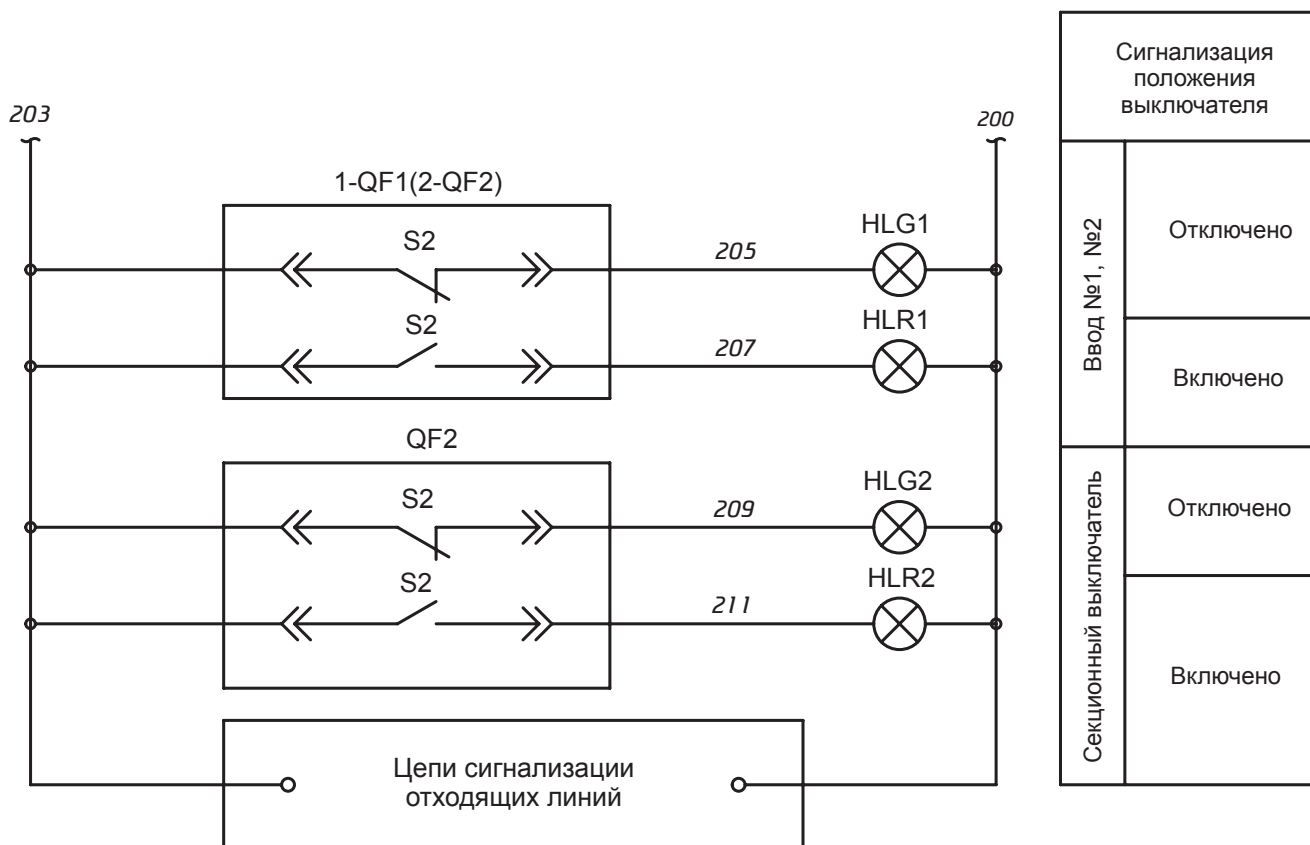 203
200
1-QF1(2-QF2)
S2
205
HLG1
S2
207
HLR1
QF2
S2
209
HLG2
S2
211
HLR2
Цепи сигнализации
отходящих линий
Сигнализация
положения
выключателя
Ввод №1, №2
Отключено
Включено
Секционный выключатель
Отключено
Включено